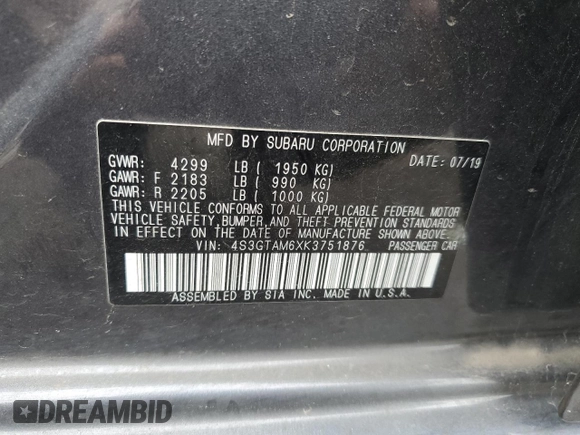 MFD BY SUBARU CORPORATION
GVWR: 4299 LB ( 1950 KG) DATE: 07/19
GAWR: F 2183 LB ( 990 KG)
GAWR: R 2205 LB ( 1000 KG)
THIS VEHICLE CONFORMS TO ALL APPLICABLE FEDERAL MOTOR
VEHICLE SAFETY, BUMPER, AND THEFT PREVENTION STANDARDS
IN EFFECT ON THE DATE OF MANUFACTURE SHOWN ABOVE.
VIN: 4S3GTAM6XK3751876 PASSENGER CAR
ASSEMBLED BY SIA INC. MADE IN U.S.A.
DREAMBID